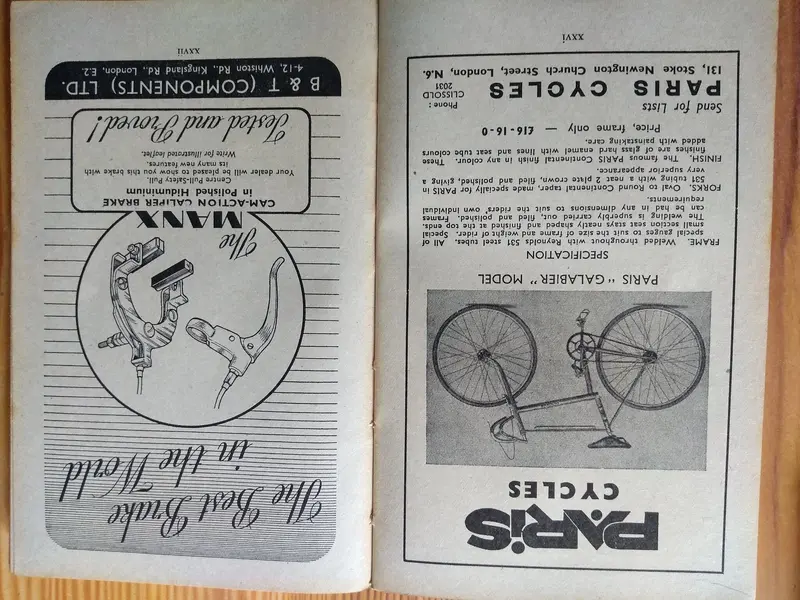 PARIS
CYCLES
PARIS "GALABIER" MODEL
SPECIFICATION
FRAME. Welded throughout with Reynolds 531 steel tubes. All of
special gauges to suit the size of frame and weight of rider. Special
small section seat stays neatly shaped and finished at the top ends.
The welding is superbly carried out, filed and polished. Frames
can be had in any dimensions to suit the riders' own individual
requirements.
FORKS. Oval to Round Continental taper, made specially for PARIS in
531 tubing with a neat 2 plate crown, filed and polished, giving a
very superior appearance.
FINISH. The famous PARIS Continental finish in any colour. These
finishes are of glass hard enamel with lines and seat tube colours
added with painstaking care.
Price, frame only — £16-16-0
Send for Lists
PARIS CYCLES
Phone:
CLISSOLD
2031
131, Stoke Newington Church Street, London, N.6.
xxvi
The Best Brake
in the World
The
MANX
CAM-ACTION CALIPER BRAKE
in Polished Hiduminium
Centre Pull-Safety Pull.
Your dealer will be pleased to show you this brake with
its many new features.
Write for illustrated leaflet.
Tested and Proved!
B & T (COMPONENTS) LTD.
4-12, Whiston Rd., Kingsland Rd., London, E.2.
xxvii